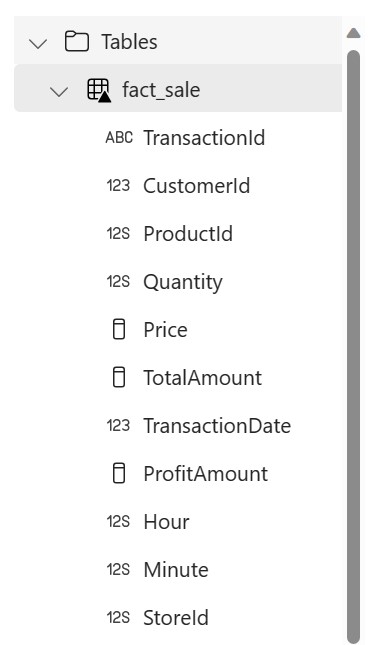 Tables
fact_sale
ABC TransactionId
123 CustomerId
12S ProductId
12S Quantity
Price
TotalAmount
123 TransactionDate
ProfitAmount
12S Hour
12S Minute
12S StoreId